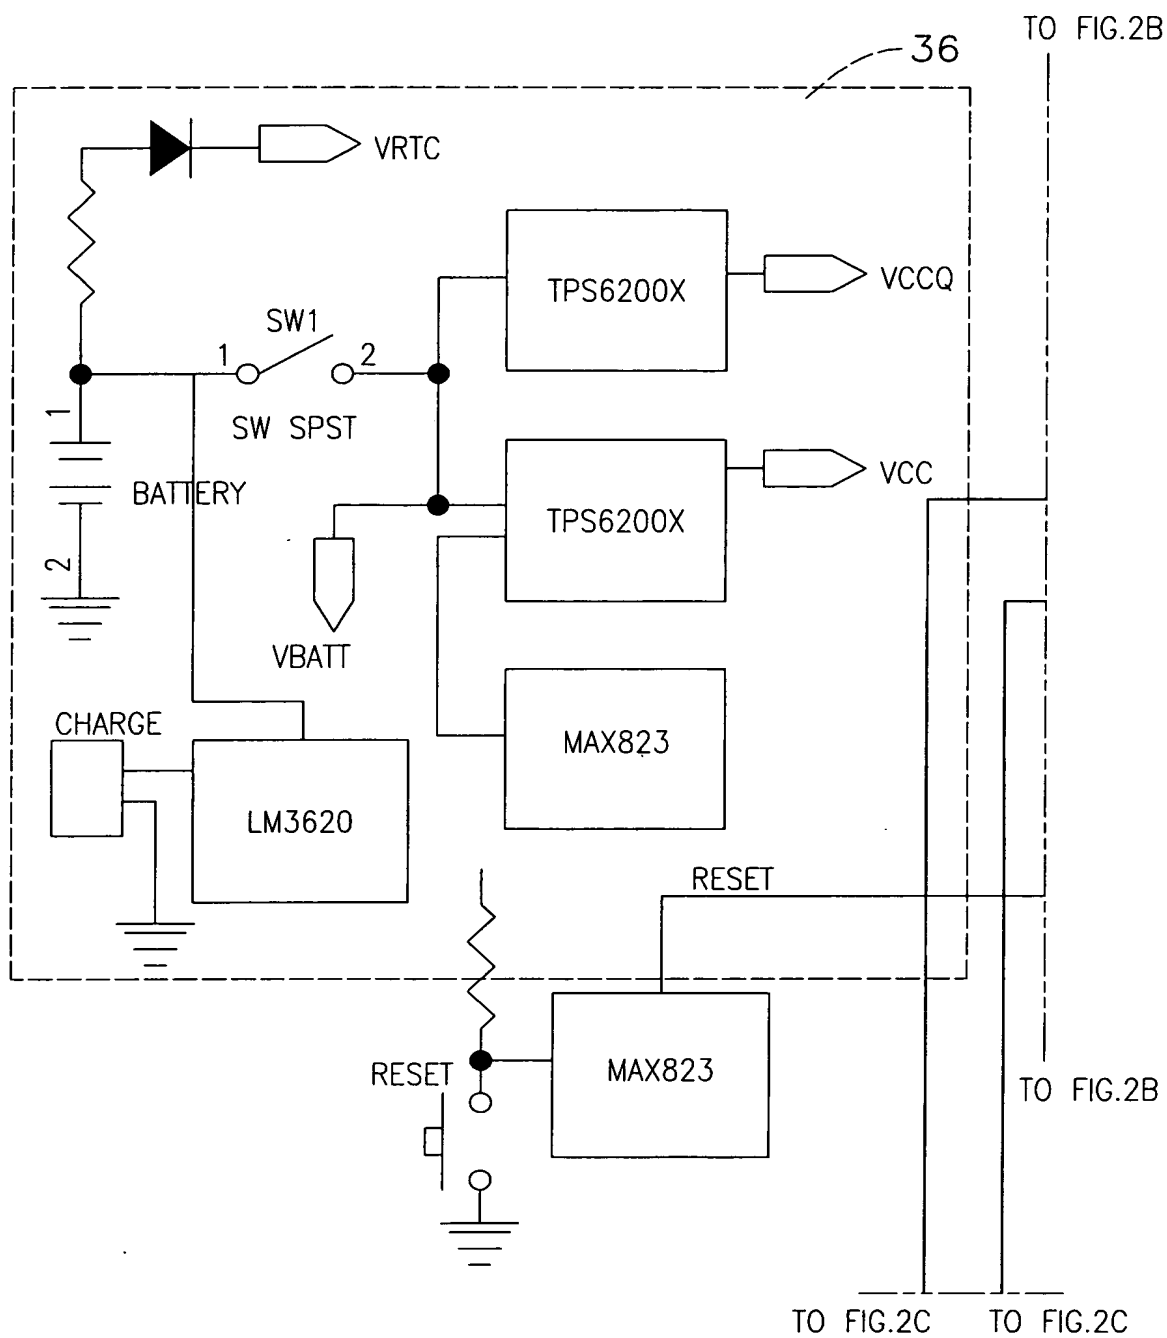 TO FIG.2B
36
VRTC
TPS6200X
VCCQ
SW1
1
2
SW SPST
1
BATTERY
2
TPS6200X
VCC
VBATT
CHARGE
LM3620
MAX823
RESET
RESET
MAX823
TO FIG.2B
TO FIG.2C
TO FIG.2C